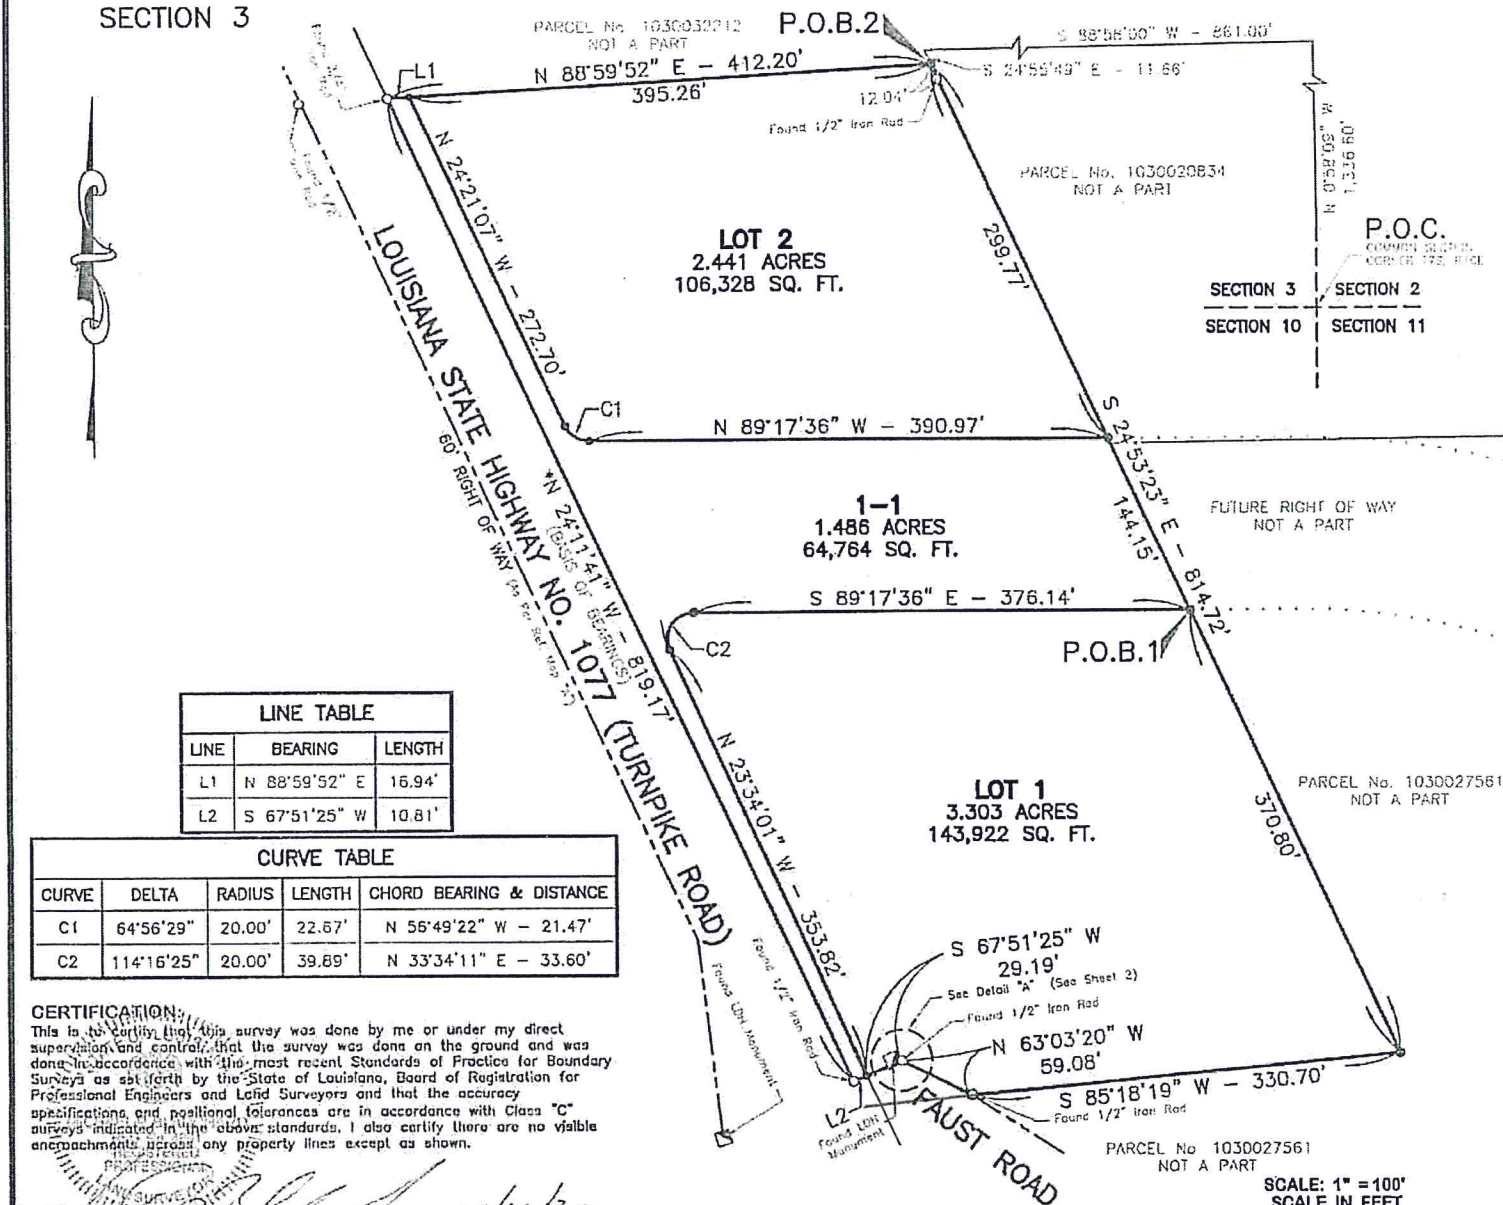 SECTION 3
PARCEL No 1030032212
NOT A PART
P.O.B.2
S 88°58'00" W - 861.00'
L1
N 88°59'52" E - 412.20'
395.26'
S 24°59'49" E - 11.66'
12.04'
Found 1/2" Iron Rod
Found 1/2"
N 24°21'07" W - 272.70'
PARCEL No. 1030020834
NOT A PART
1,336.60'
P.O.C.
COMMON SECTION
LOT 2
2.441 ACRES
106,328 SQ. FT.
299.77'
SECTION 3
SECTION 2
SECTION 10
SECTION 11
LOUISIANA STATE HIGHWAY NO. 1077 (TURNPIKE ROAD)
60' RIGHT OF WAY (As Per Ref. Map "A")
C1
N 89°17'36" W - 390.97'
*N 24°11'41" W - 819.17'
(BASIS OF BEARINGS)
S 24°53'23" E - 814.72'
144.15'
1-1
1.486 ACRES
64,764 SQ. FT.
FUTURE RIGHT OF WAY
NOT A PART
S 89°17'36" E - 376.14'
C2
P.O.B.1
LINE TABLE
LINE BEARING LENGTH
L1 N 88°59'52" E 16.94'
L2 S 67°51'25" W 10.81'
N 23°34'01" W - 353.82'
LOT 1
3.303 ACRES
143,922 SQ. FT.
370.80'
PARCEL No. 1030027561
NOT A PART
CURVE TABLE
CURVE DELTA RADIUS LENGTH CHORD BEARING & DISTANCE
C1 64°56'29" 20.00' 22.67' N 56°49'22" W - 21.47'
C2 114°16'25" 20.00' 39.89' N 33°34'11" E - 33.60'
S 67°51'25" W
29.19'
See Detail "A" (See Sheet 2)
Found 1/2" Iron Rod
Found 1/2" Iron Rod
Found LDH Monument
N 63°03'20" W
59.08'
S 85°18'19" W - 330.70'
Found 1/2" Iron Rod
L2
Found LDH
Monument
FAUST ROAD
PARCEL No 1030027561
NOT A PART
SCALE: 1" =100'
SCALE IN FEET
CERTIFICATION:
This is to certify that this survey was done by me or under my direct
supervision and control, that the survey was done on the ground and was
done in accordance with the most recent Standards of Practice for Boundary
Surveys as set forth by the State of Louisiana, Board of Registration for
Professional Engineers and Land Surveyors and that the accuracy
specifications and positional tolerances are in accordance with Class "C"
surveys indicated in the above standards. I also certify there are no visible
encroachments across any property lines except as shown.
REGISTERED
PROFESSIONAL
LAND SURVEYOR